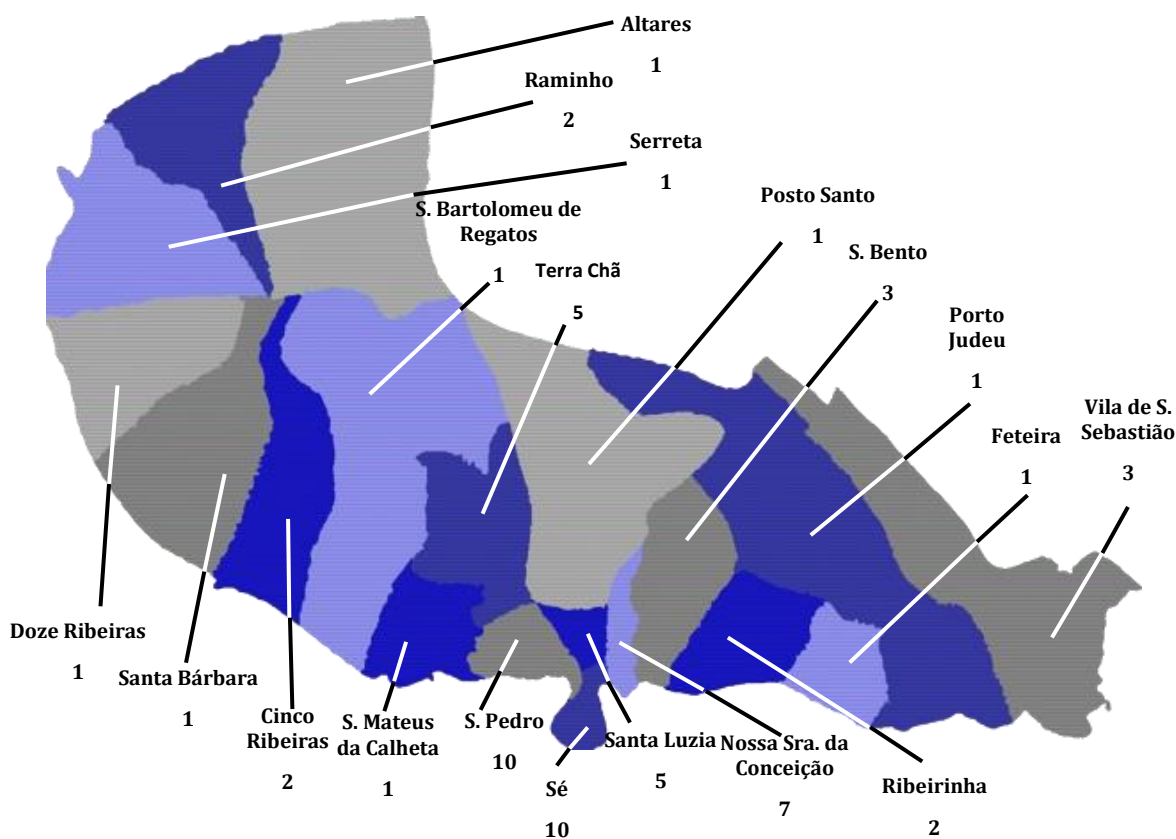 Altares
1
Raminho
2
Serreta
1
S. Bartolomeu de
Regatos
1
Terra Chã
5
Posto Santo
1
S. Bento
3
Porto
Judeu
1
Feteira
1
Vila de S.
Sebastião
3
Doze Ribeiras
1
Santa Bárbara
1
Cinco
Ribeiras
2
S. Mateus
da Calheta
1
S. Pedro
10
Sé
10
Santa Luzia
5
Nossa Sra. da
Conceição
7
Ribeirinha
2